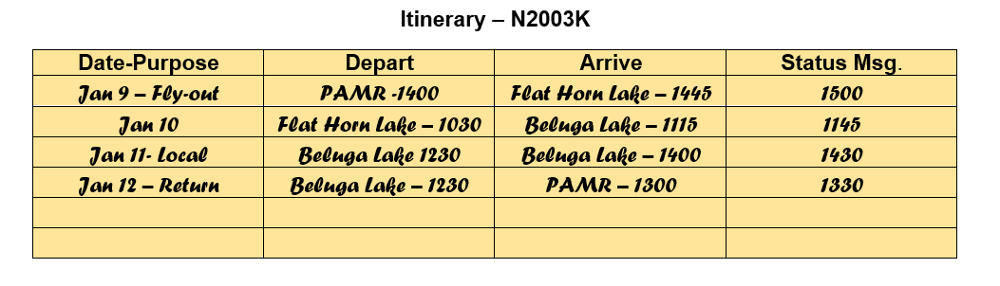 Itinerary – N2003K
Date-Purpose Depart Arrive Status Msg.
Jan 9 – Fly-out PAMR -1400 Flat Horn Lake – 1445 1500
Jan 10 Flat Horn Lake – 1030 Beluga Lake – 1115 1145
Jan 11- Local Beluga Lake 1230 Beluga Lake – 1400 1430
Jan 12 – Return Beluga Lake – 1230 PAMR – 1300 1330